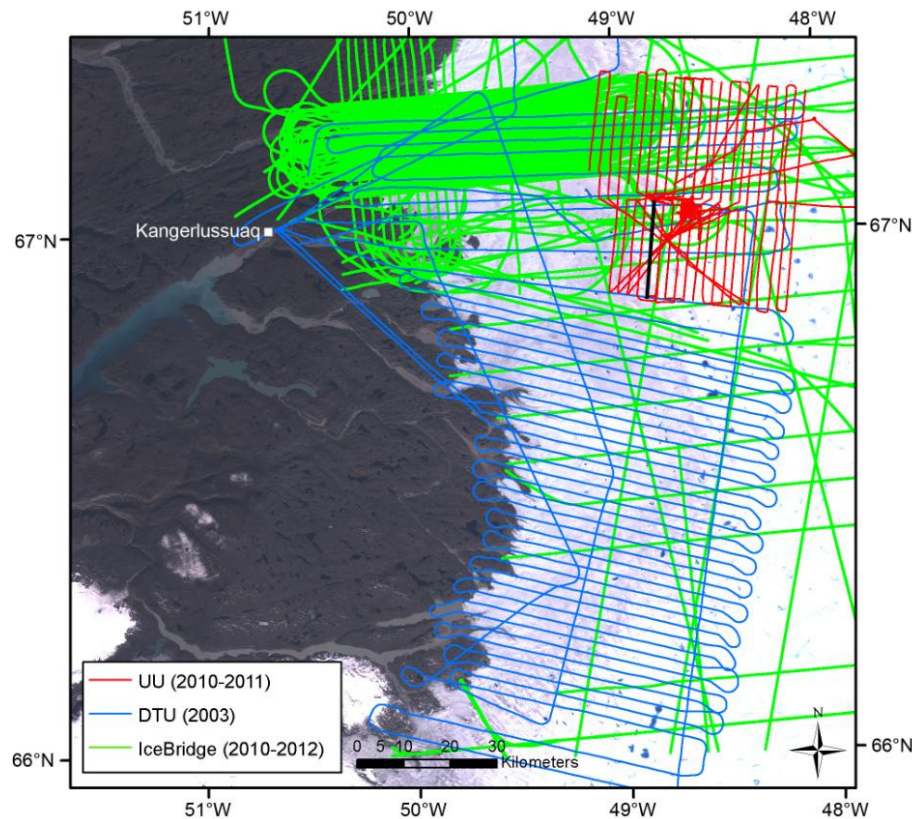 51°W 50°W 49°W 48°W
67°N 67°N
Kangerlussuaq
UU (2010-2011)
DTU (2003)
IceBridge (2010-2012)
N
0 5 10 20 30
Kilometers
66°N 66°N
51°W 50°W 49°W 48°W